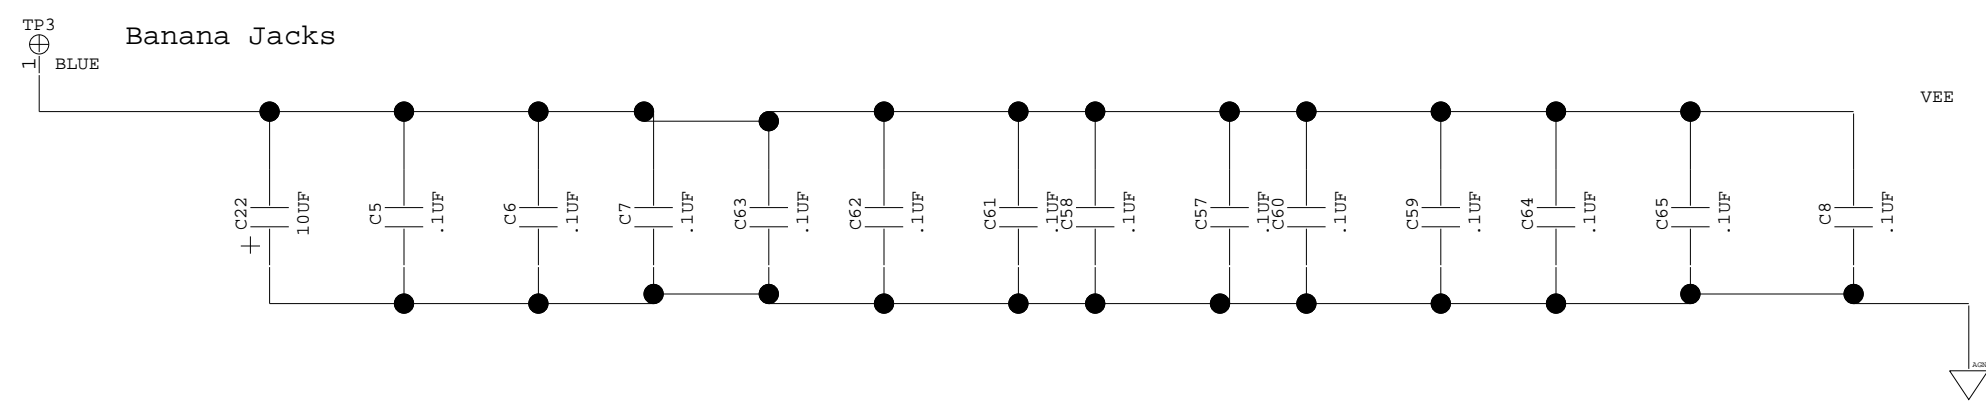 TP3
Banana Jacks
1
BLUE
VEE
C22
10UF
+
C5
.1UF
C6
.1UF
C7
.1UF
C63
.1UF
C62
.1UF
C61
.1UF
C58
.1UF
C57
.1UF
C60
.1UF
C59
.1UF
C64
.1UF
C65
.1UF
C8
.1UF